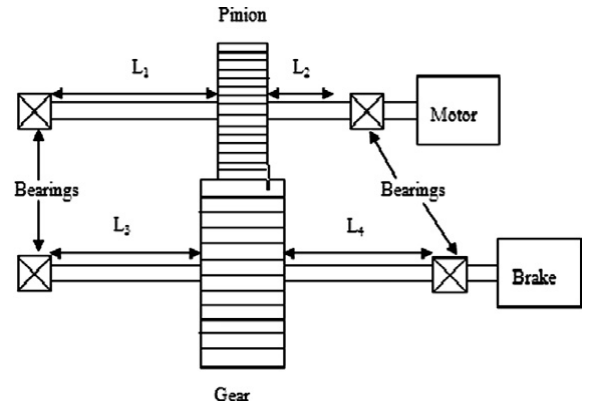 Pinion
L₁
L₂
Motor
Bearings
Bearings
L₃
L₄
Brake
Gear